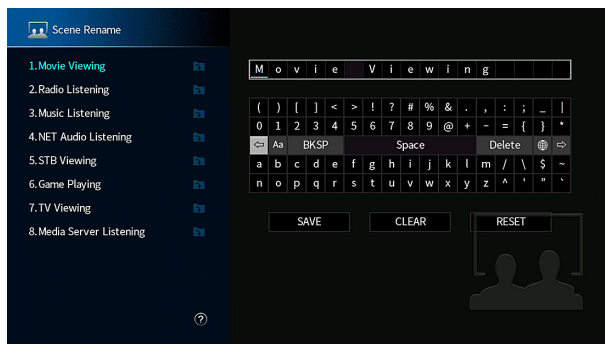 Scene Rename
1.Movie Viewing
2.Radio Listening
3.Music Listening
4.NET Audio Listening
5.STB Viewing
6.Game Playing
7.TV Viewing
8.Media Server Listening
?
M o v i e V i e w i n g
( ) [ ] < > ! ? # % & . , : ; _ |
0 1 2 3 4 5 6 7 8 9 @ + - = { } *
⇦ Aa BKSP Space Delete 🌐 ⇨
a b c d e f g h i j k l m / \ $ ~
n o p q r s t u v w x y z ^ ' " `
SAVE CLEAR RESET